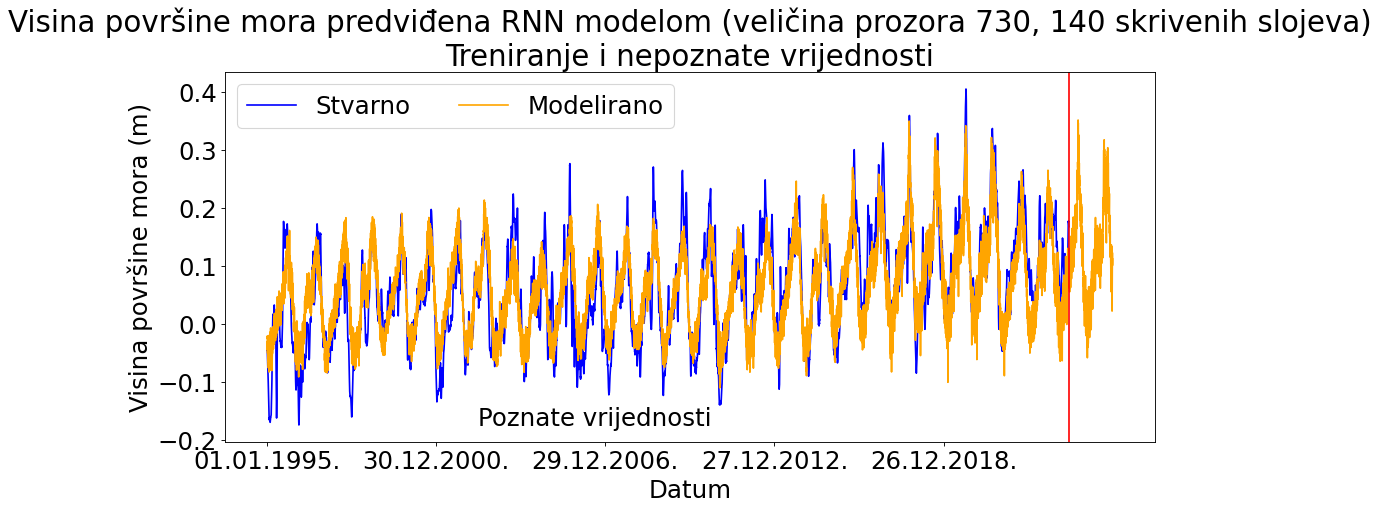 Visina površine mora predviđena RNN modelom (veličina prozora 730, 140 skrivenih slojeva)
Treniranje i nepoznate vrijednosti
Stvarno
Modelirano
Visina površine mora (m)
0.4
0.3
0.2
0.1
0.0
−0.1
−0.2
Poznate vrijednosti
01.01.1995.
30.12.2000.
29.12.2006.
27.12.2012.
26.12.2018.
Datum